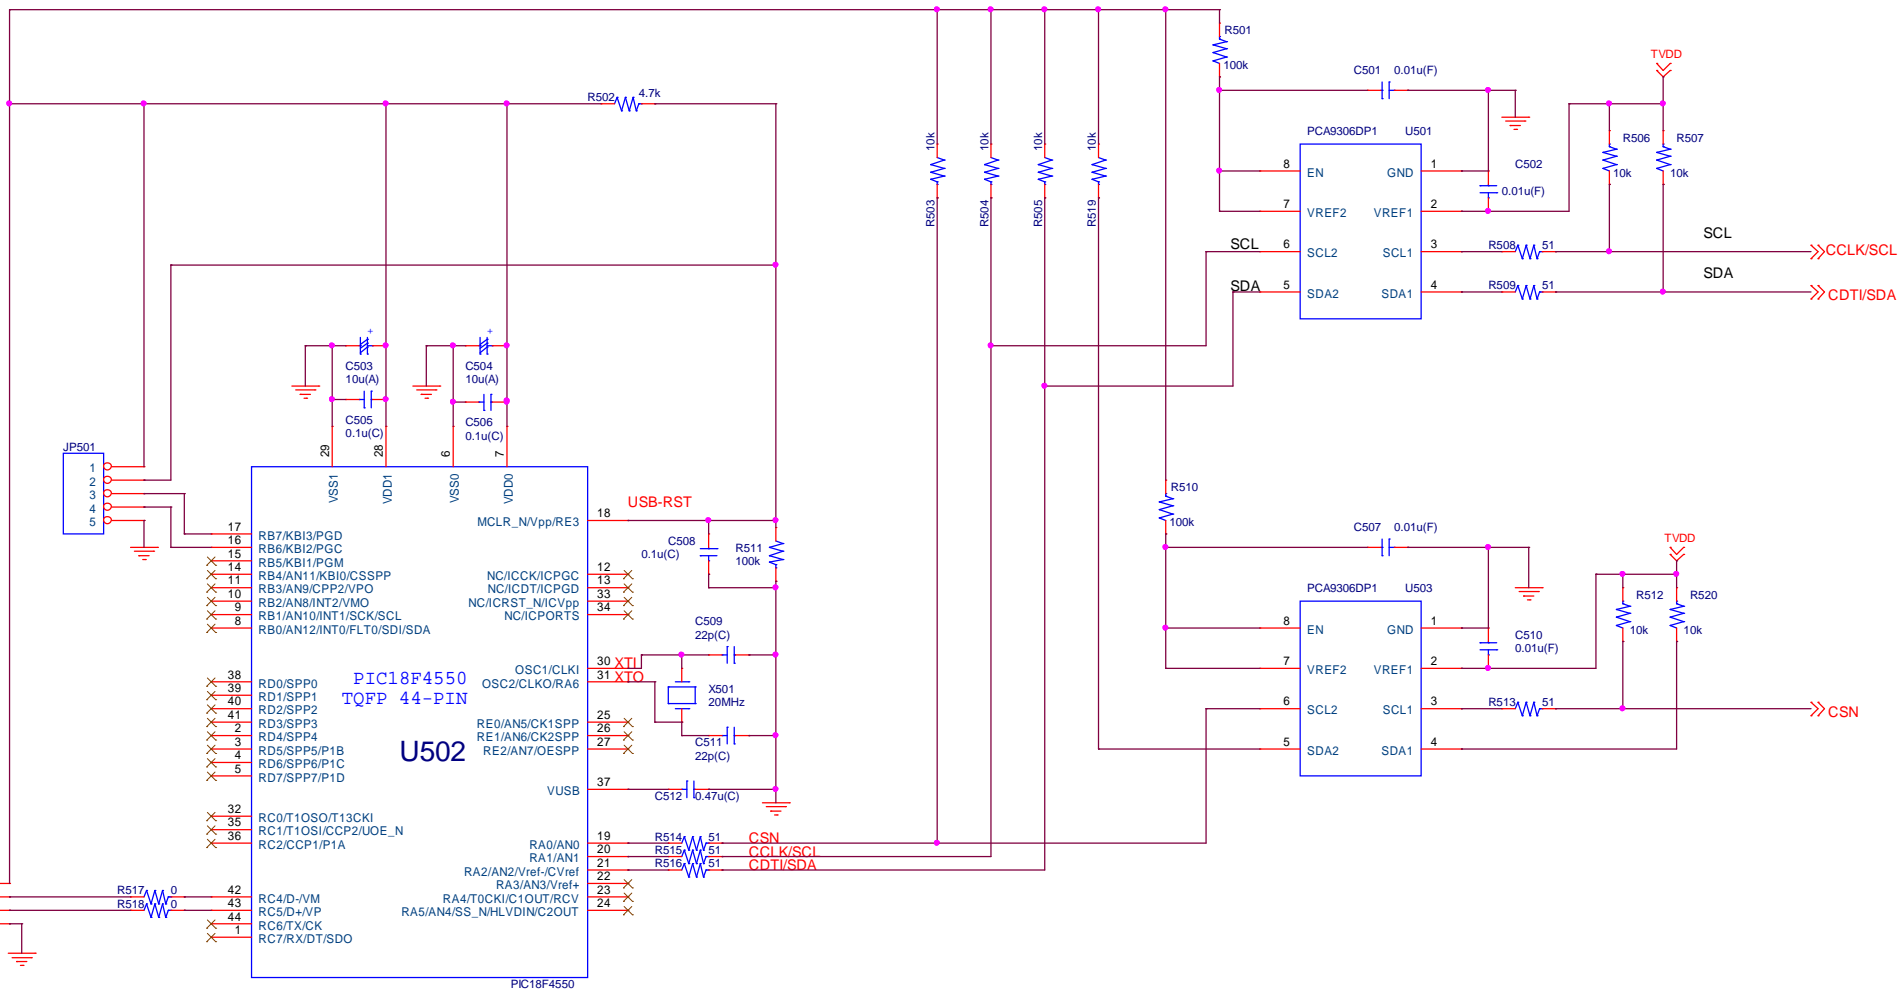 R501
100k
C501 0.01u(F)
TVDD
R502 4.7k
10k
R503
10k
R504
10k
R505
10k
R519
PCA9306DP1 U501
8 EN
7 VREF2
6 SCL2
5 SDA2
GND 1
VREF1 2
SCL1 3
SDA1 4
SCL
SDA
C502
0.01u(F)
R506
10k
R507
10k
R508 51
R509 51
SCL
SDA
CCLK/SCL
CDTI/SDA
+
C503
10u(A)
+
C504
10u(A)
C505
0.1u(C)
C506
0.1u(C)
JP501
1
2
3
4
5
29 VSS1
28 VDD1
6 VSS0
7 VDD0
17 RB7/KBI3/PGD
16 RB6/KBI2/PGC
15 RB5/KBI1/PGM
14 RB4/AN11/KBI0/CSSPP
11 RB3/AN9/CPP2/VPO
10 RB2/AN8/INT2/VMO
9 RB1/AN10/INT1/SCK/SCL
8 RB0/AN12/INT0/FLT0/SDI/SDA
38 RD0/SPP0
39 RD1/SPP1
40 RD2/SPP2
41 RD3/SPP3
2 RD4/SPP4
3 RD5/SPP5/P1B
4 RD6/SPP6/P1C
5 RD7/SPP7/P1D
32 RC0/T1OSO/T13CKI
35 RC1/T1OSI/CCP2/UOE_N
36 RC2/CCP1/P1A
42 RC4/D-/VM
43 RC5/D+/VP
44 RC6/TX/CK
1 RC7/RX/DT/SDO
R517 0
R518 0
PIC18F4550
TQFP 44-PIN
U502
MCLR_N/Vpp/RE3 18
NC/ICCK/ICPGC 12
NC/ICDT/ICPGD 13
NC/ICRST_N/ICVpp 33
NC/ICPORTS 34
OSC1/CLKI 30 XTI
OSC2/CLKO/RA6 31 XTO
RE0/AN5/CK1SPP 25
RE1/AN6/CK2SPP 26
RE2/AN7/OESPP 27
VUSB 37
RA0/AN0 19
RA1/AN1 20
RA2/AN2/Vref-/CVref 21
RA3/AN3/Vref+ 22
RA4/T0CKI/C1OUT/RCV 23
RA5/AN4/SS_N/HLVDIN/C2OUT 24
PIC18F4550
USB-RST
C508
0.1u(C)
R511
100k
C509
22p(C)
X501
20MHz
C511
22p(C)
C512 0.47u(C)
R514 51 CSN
R515 51 CCLK/SCL
R516 51 CDTI/SDA
R510
100k
C507 0.01u(F)
TVDD
PCA9306DP1 U503
8 EN
7 VREF2
6 SCL2
5 SDA2
GND 1
VREF1 2
SCL1 3
SDA1 4
C510
0.01u(F)
R512
10k
R520
10k
R513 51
CSN